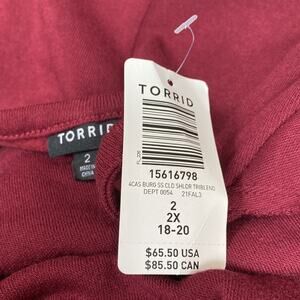 TORRID
2
MADE IN
CHINA
TORRID
FL_20E
15616798
4CAS BURG SS CLD SHLDR TRIBLEND
DEPT 0054 21FAL3
2
2X
18-20
$65.50 USA
$85.50 CAN